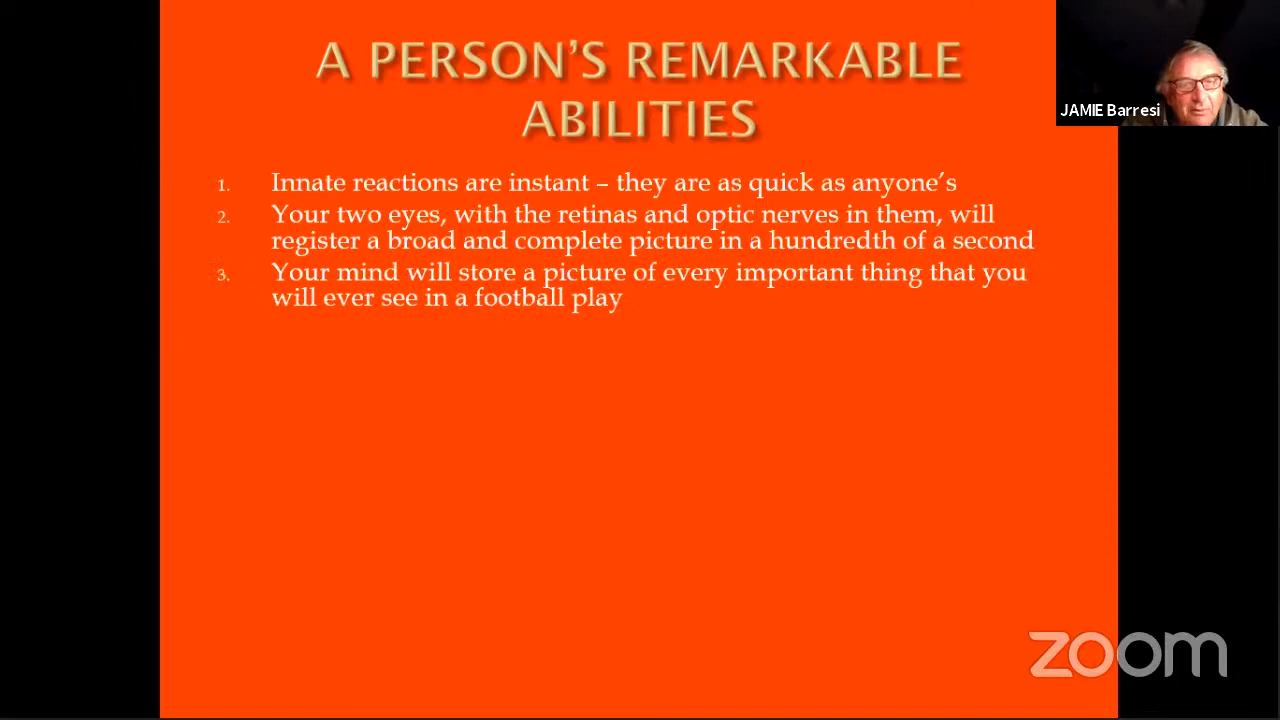 A PERSON'S REMARKABLE
ABILITIES
JAMIE Barresi
1. Innate reactions are instant – they are as quick as anyone's
2. Your two eyes, with the retinas and optic nerves in them, will
register a broad and complete picture in a hundredth of a second
3. Your mind will store a picture of every important thing that you
will ever see in a football play
zoom